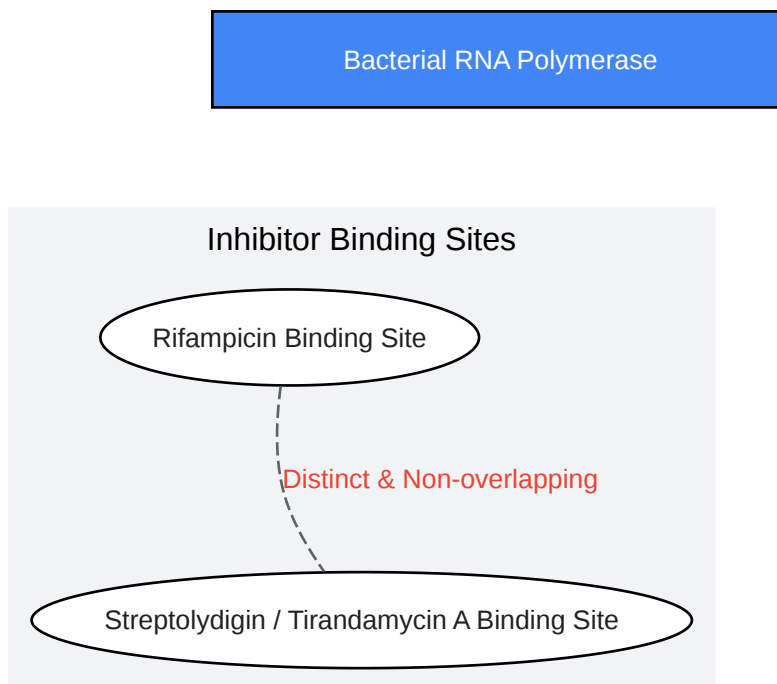 Bacterial RNA Polymerase
Inhibitor Binding Sites
Rifampicin Binding Site
Distinct & Non-overlapping
Streptolydigin / Tirandamycin A Binding Site